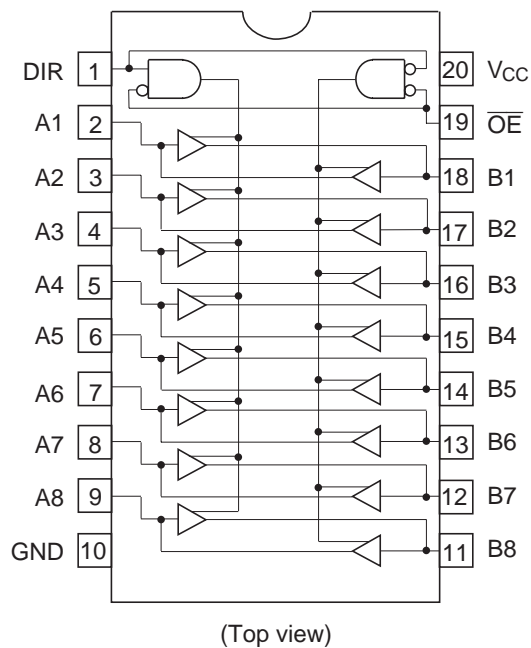 DIR 1 20 VCC
A1 2 19 OE
A2 3 18 B1
A3 4 17 B2
A4 5 16 B3
A5 6 15 B4
A6 7 14 B5
A7 8 13 B6
A8 9 12 B7
GND 10 11 B8
(Top view)